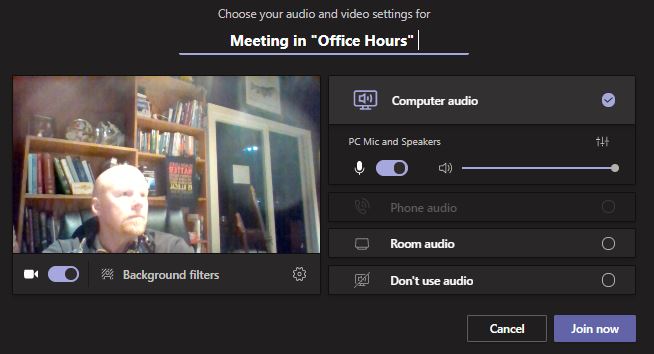 Choose your audio and video settings for
Meeting in "Office Hours"
Computer audio
PC Mic and Speakers
Phone audio
Room audio
Background filters
Don't use audio
Cancel
Join now